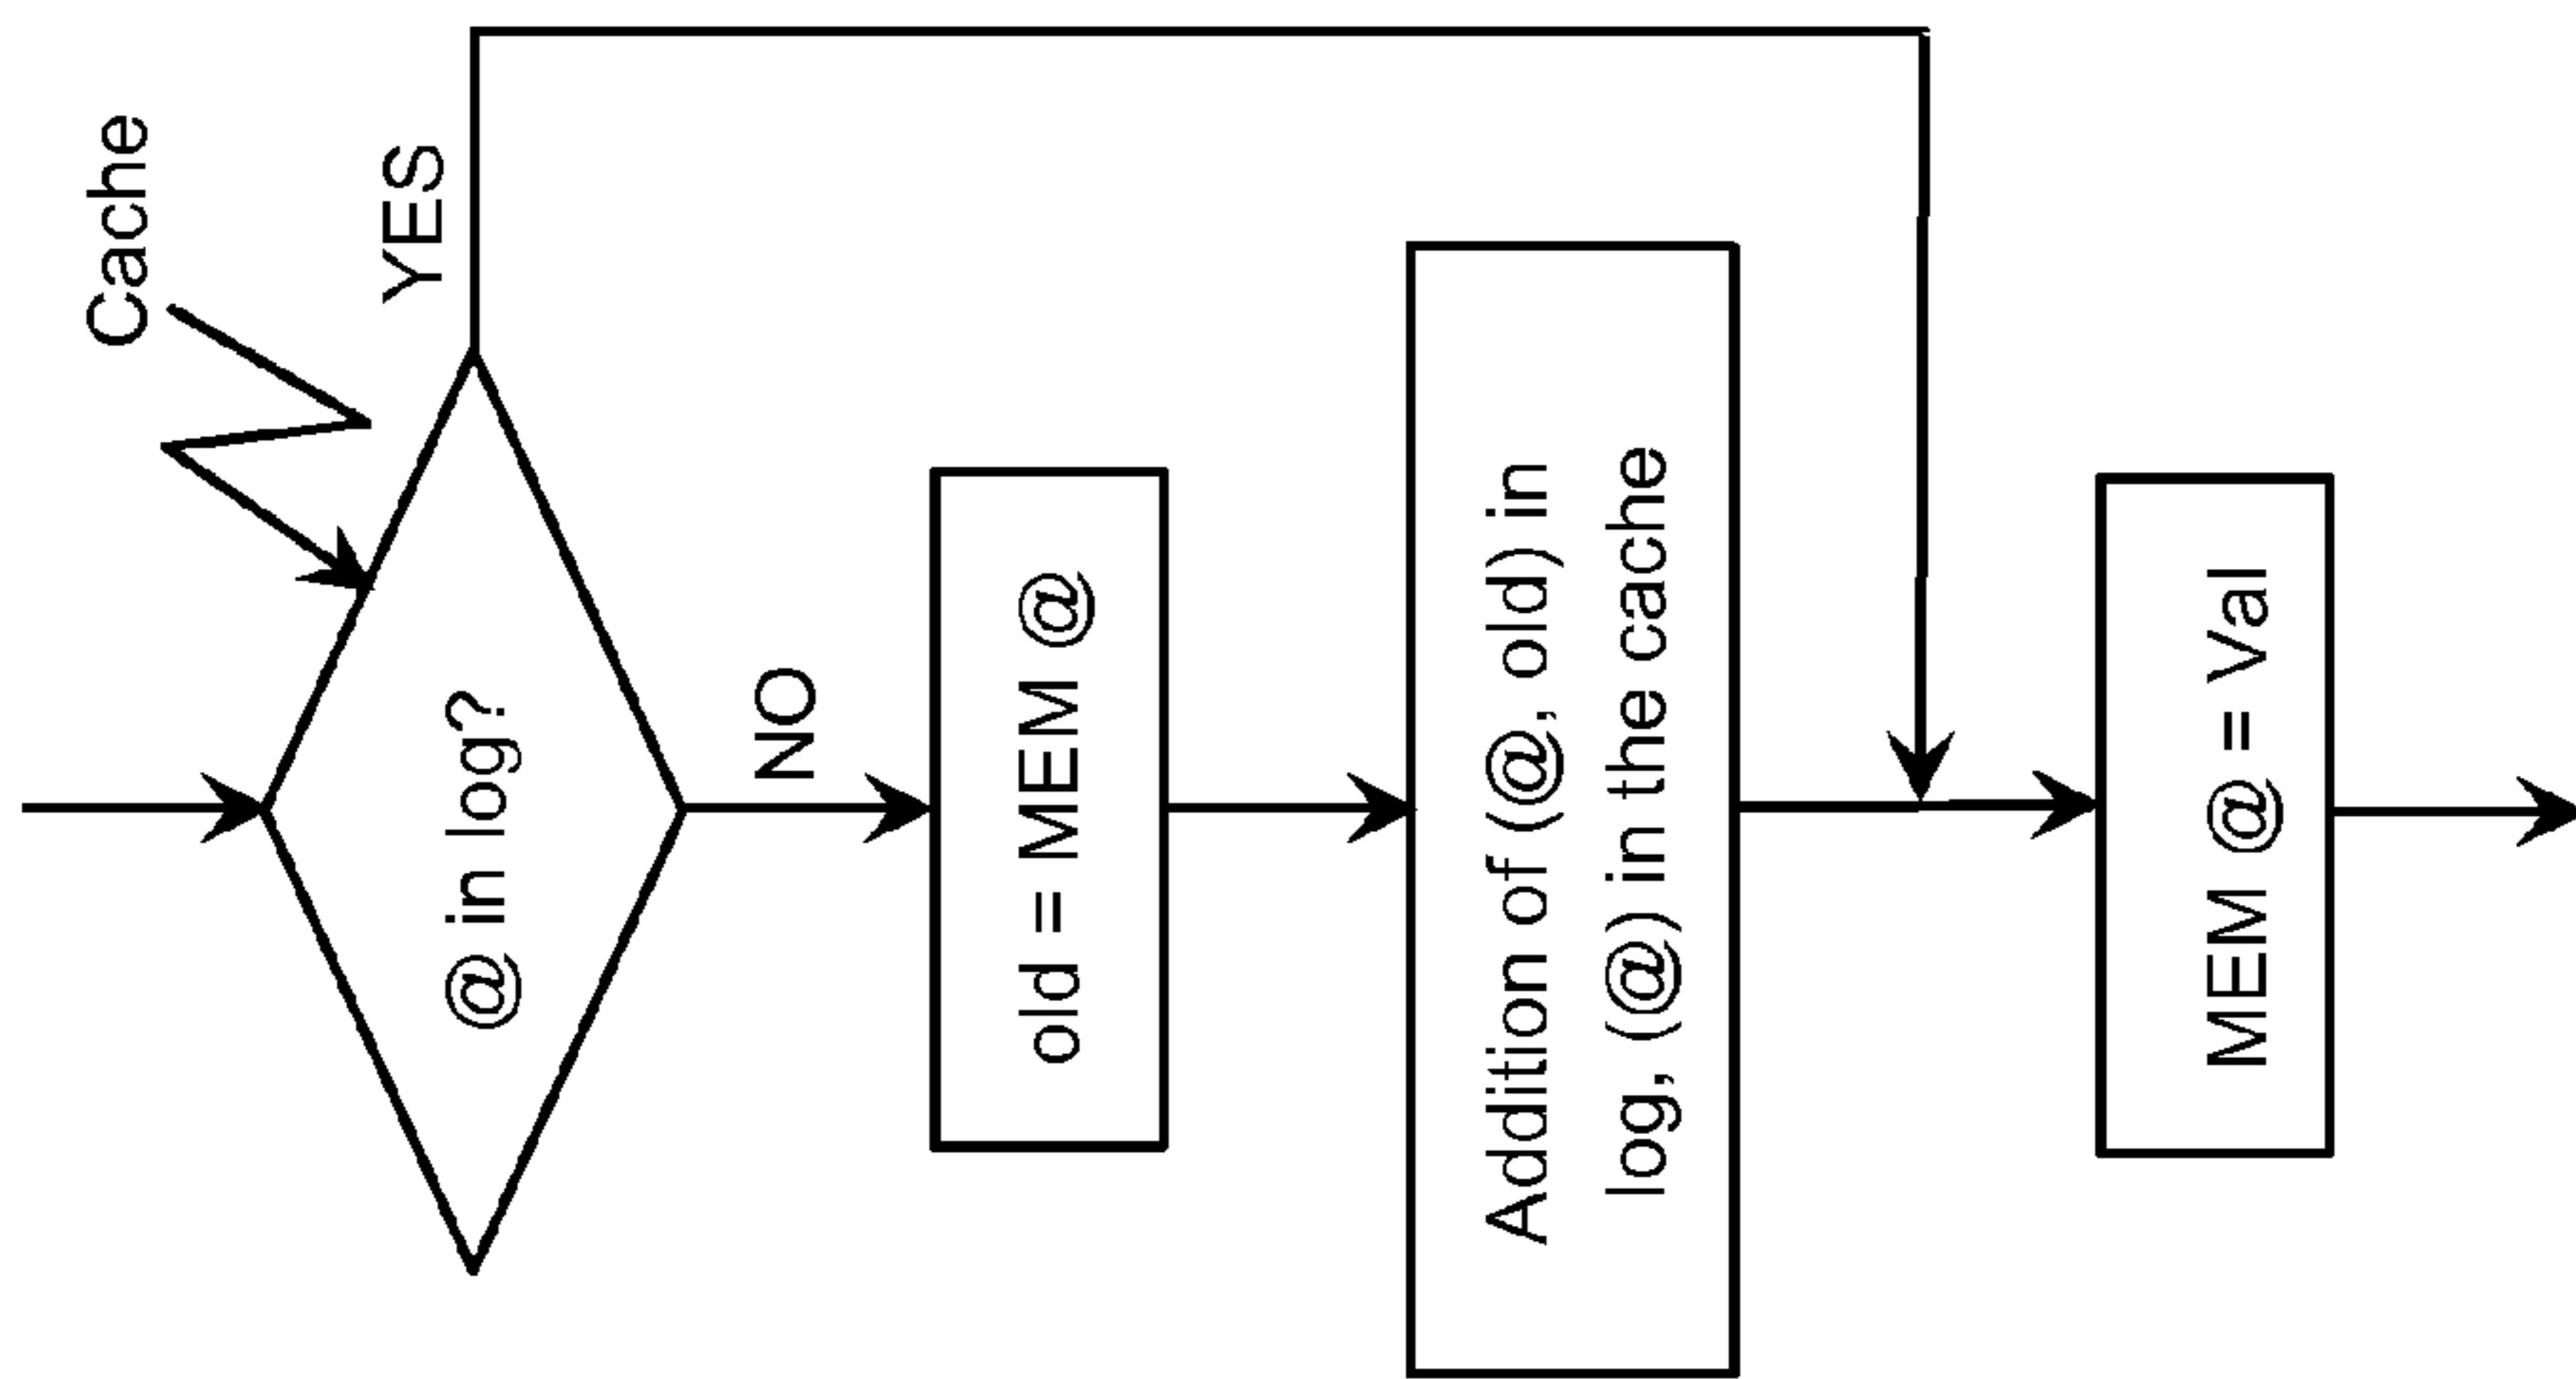 Cache
@ in log?
YES
NO
old = MEM @
Addition of (@, old) in
log, (@) in the cache
MEM @ = Val